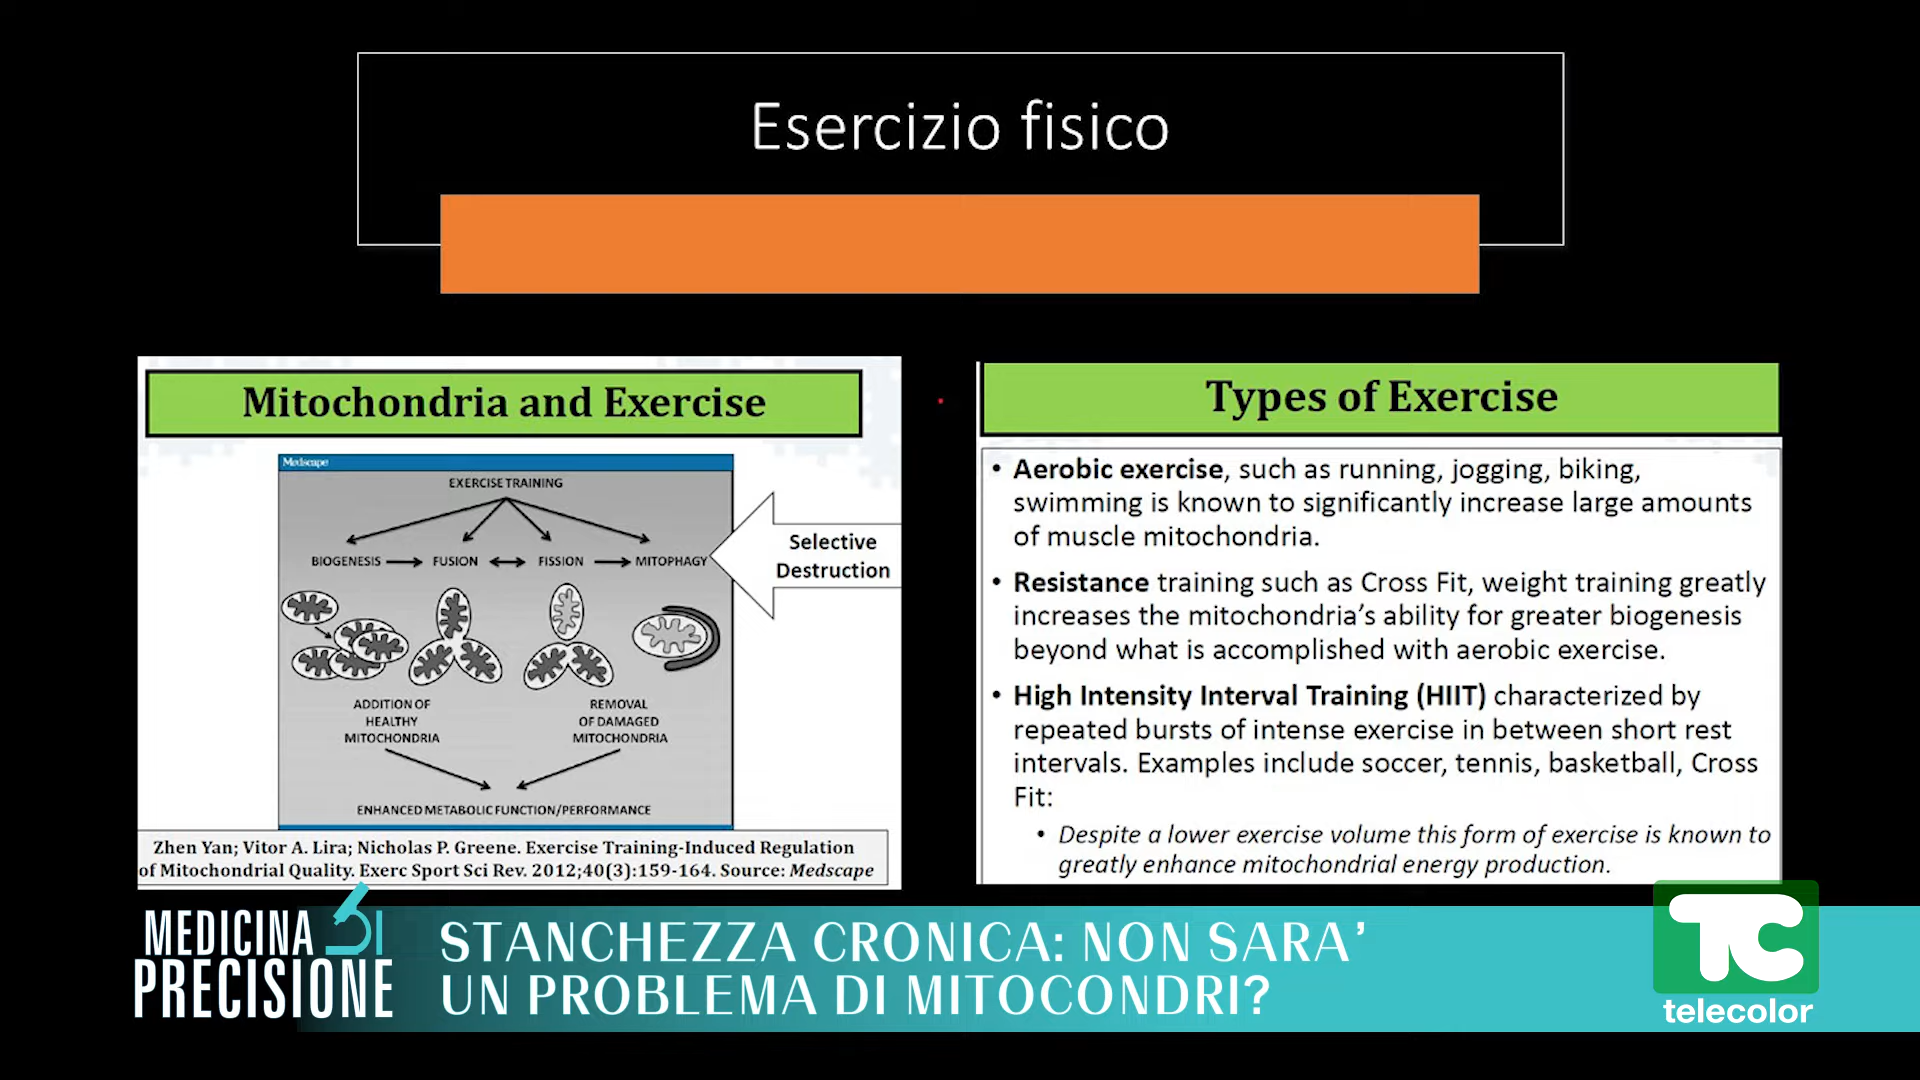 Esercizio fisico
Mitochondria and Exercise
Medscape
EXERCISE TRAINING
BIOGENESIS
FUSION
FISSION
MITOPHAGY
Selective
Destruction
ADDITION OF
HEALTHY
MITOCHONDRIA
REMOVAL
OF DAMAGED
MITOCHONDRIA
ENHANCED METABOLIC FUNCTION/PERFORMANCE
Zhen Yan; Vitor A. Lira; Nicholas P. Greene. Exercise Training-Induced Regulation
of Mitochondrial Quality. Exerc Sport Sci Rev. 2012;40(3):159-164. Source: Medscape
Types of Exercise
• Aerobic exercise, such as running, jogging, biking,
swimming is known to significantly increase large amounts
of muscle mitochondria.
• Resistance training such as Cross Fit, weight training greatly
increases the mitochondria’s ability for greater biogenesis
beyond what is accomplished with aerobic exercise.
• High Intensity Interval Training (HIIT) characterized by
repeated bursts of intense exercise in between short rest
intervals. Examples include soccer, tennis, basketball, Cross
Fit:
• Despite a lower exercise volume this form of exercise is known to
greatly enhance mitochondrial energy production.
MEDICINA DI
PRECISIONE
STANCHEZZA CRONICA: NON SARA’
UN PROBLEMA DI MITOCONDRI?
TC
telecolor